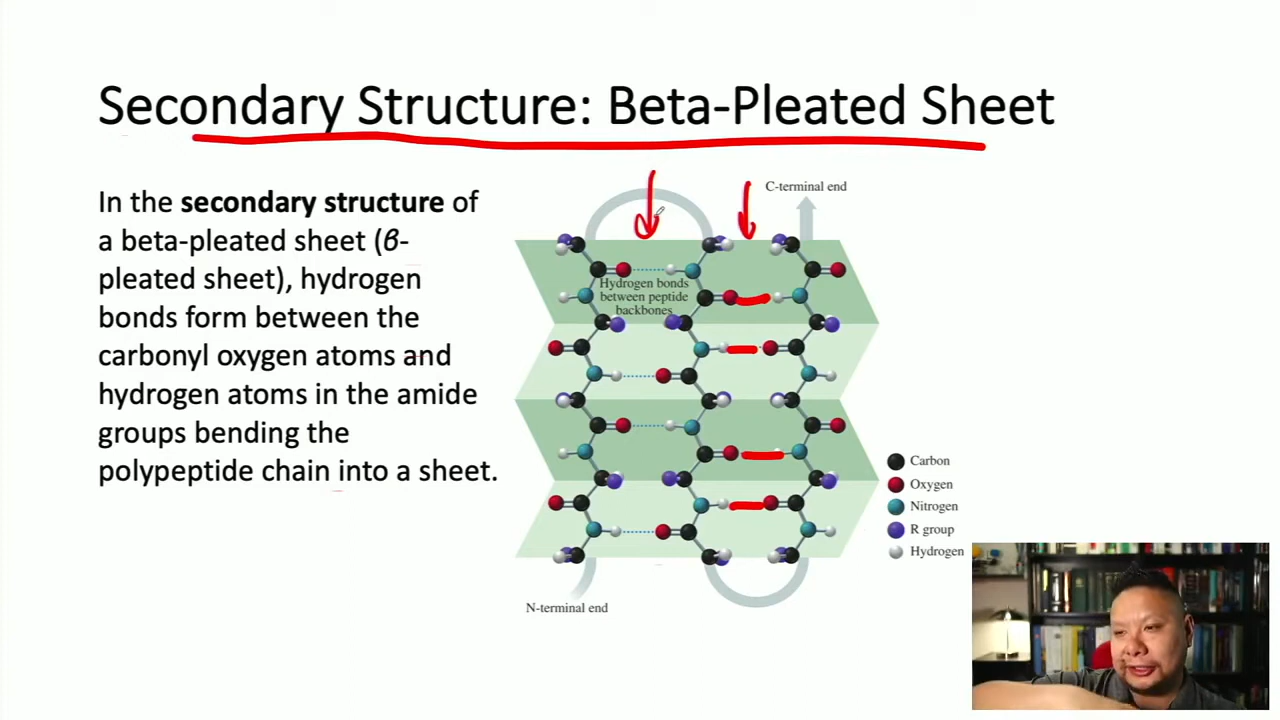 Secondary Structure: Beta-Pleated Sheet
In the secondary structure of
a beta-pleated sheet (β-
pleated sheet), hydrogen
bonds form between the
carbonyl oxygen atoms and
hydrogen atoms in the amide
groups bending the
polypeptide chain into a sheet.
C-terminal end
Hydrogen bonds
between peptide
backbones
N-terminal end
Carbon
Oxygen
Nitrogen
R group
Hydrogen